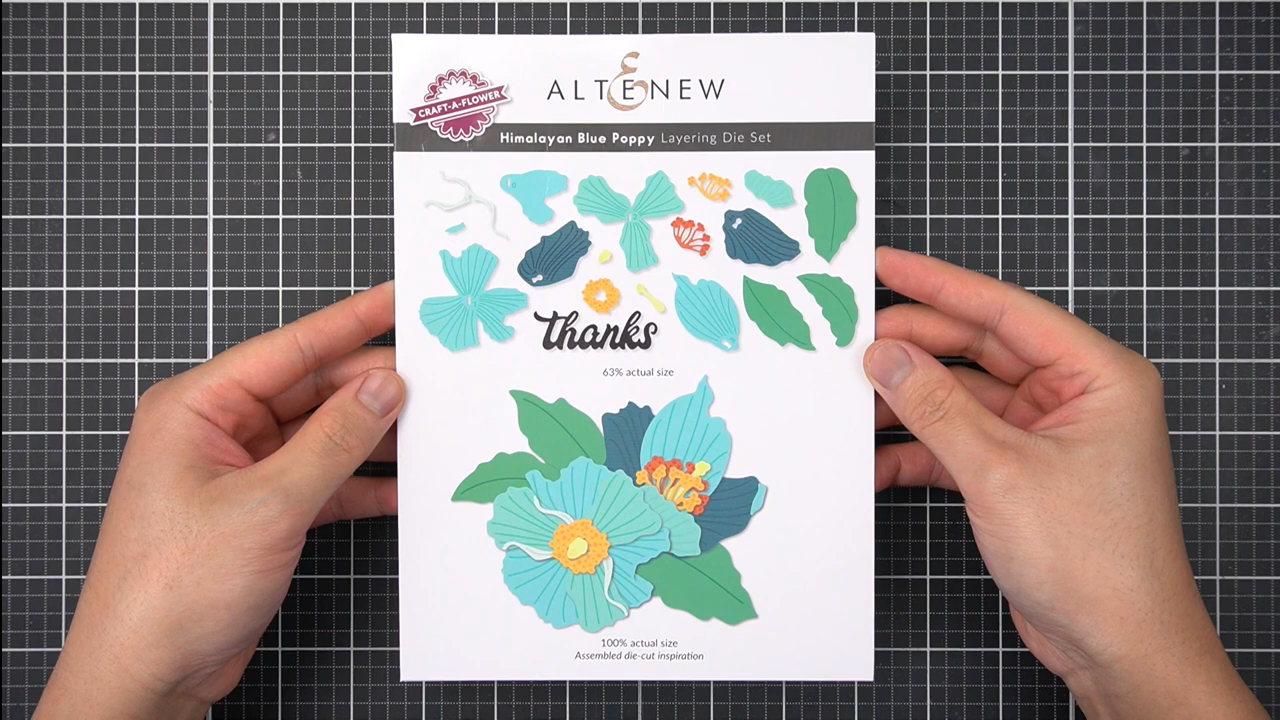 ALTENEW
CRAFT-A-FLOWER
Himalayan Blue Poppy Layering Die Set
thanks
63% actual size
100% actual size
Assembled die-cut inspiration